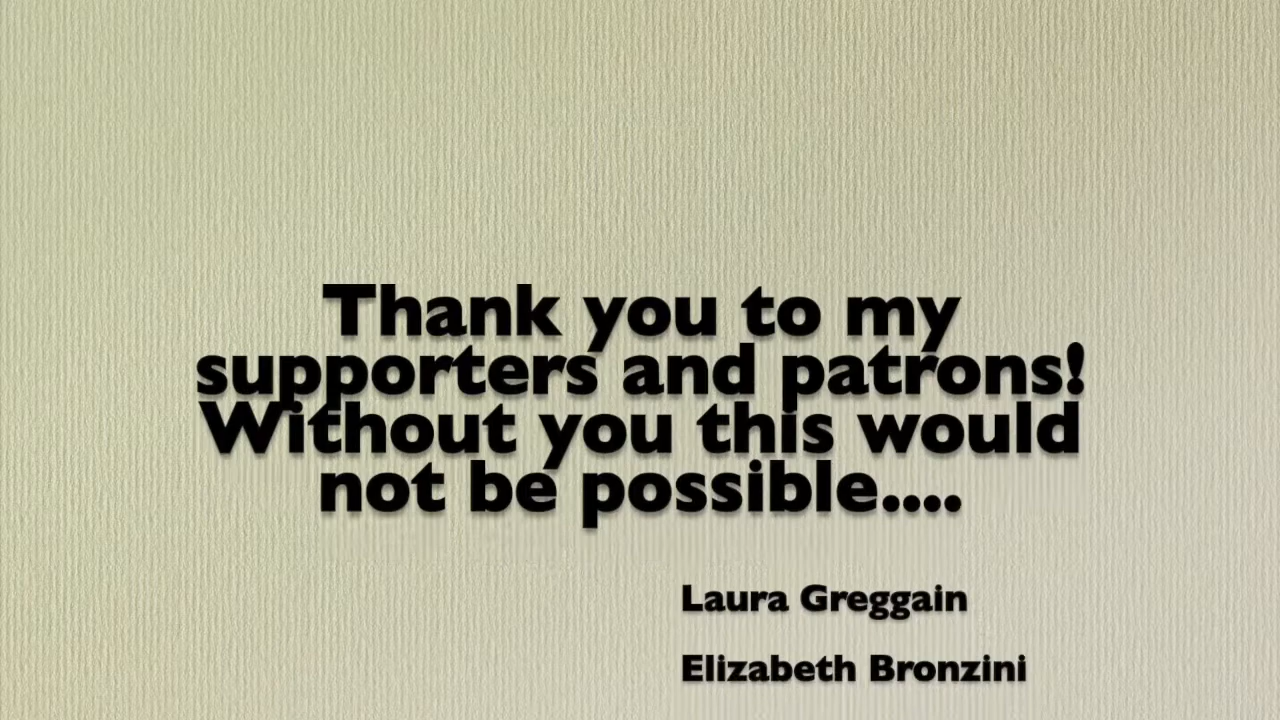 Thank you to my
supporters and patrons!
Without you this would
not be possible....
Laura Greggain
Elizabeth Bronzini